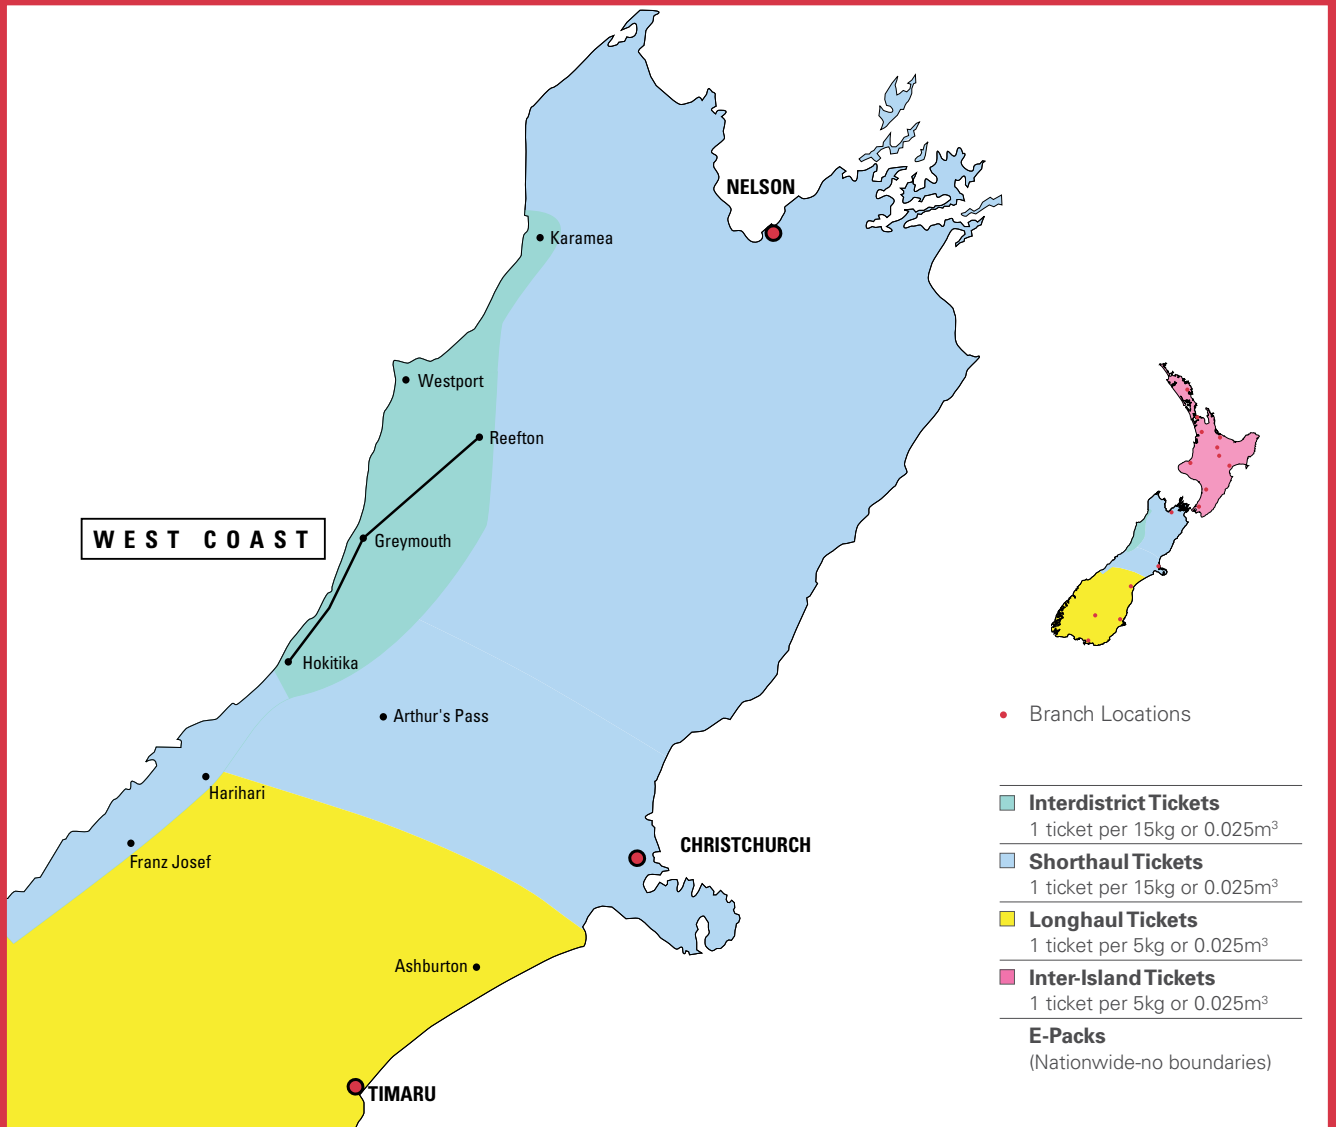 NELSON
Karamea
Westport
Reefton
WEST COAST
Greymouth
Hokitika
Arthur's Pass
Harihari
Franz Josef
CHRISTCHURCH
Ashburton
TIMARU
Branch Locations
Interdistrict Tickets
1 ticket per 15kg or 0.025m³
Shorthaul Tickets
1 ticket per 15kg or 0.025m³
Longhaul Tickets
1 ticket per 5kg or 0.025m³
Inter-Island Tickets
1 ticket per 5kg or 0.025m³
E-Packs
(Nationwide-no boundaries)